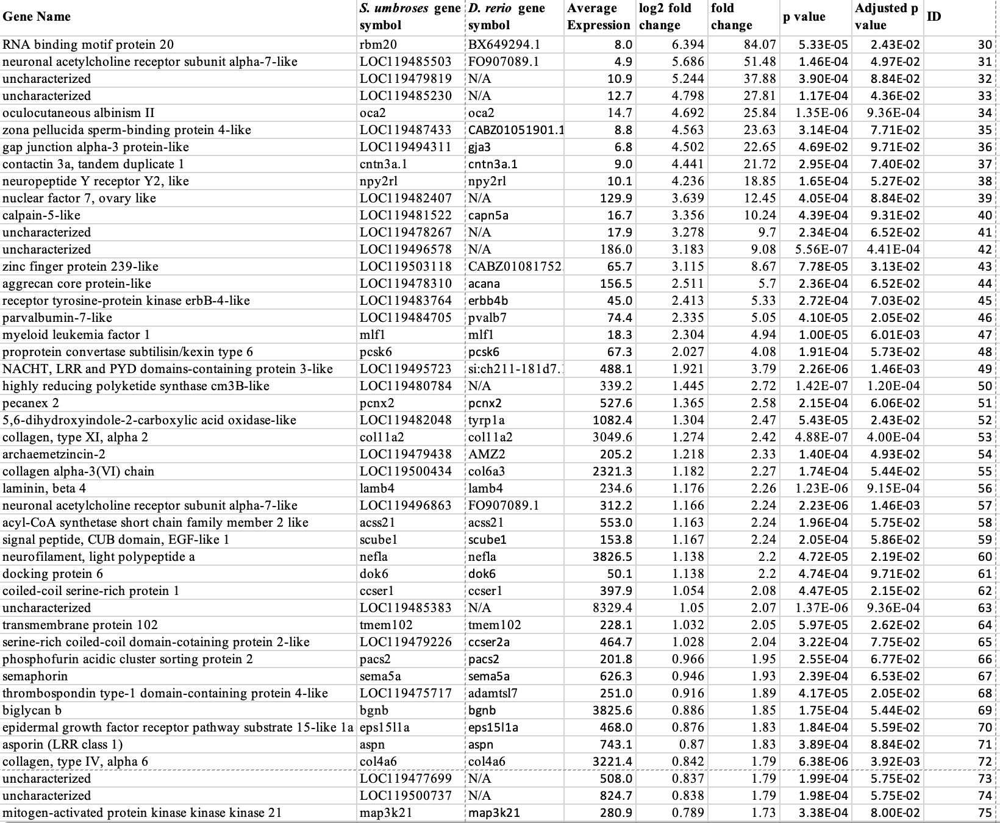 Gene Name S. umbroses gene symbol D. rerio gene symbol Average Expression log2 fold change fold change p value Adjusted p value ID
RNA binding motif protein 20 rbm20 BX649294.1 8.0 6.394 84.07 5.33E-05 2.43E-02 30
neuronal acetylcholine receptor subunit alpha-7-like LOC119485503 FO907089.1 4.9 5.686 51.48 1.46E-04 4.97E-02 31
uncharacterized LOC119479819 N/A 10.9 5.244 37.88 3.90E-04 8.84E-02 32
uncharacterized LOC119485230 N/A 12.7 4.798 27.81 1.17E-04 4.36E-02 33
oculocutaneous albinism II oca2 oca2 14.7 4.692 25.84 1.35E-06 9.36E-04 34
zona pellucida sperm-binding protein 4-like LOC119487433 CABZ01051901.1 8.8 4.563 23.63 3.14E-04 7.71E-02 35
gap junction alpha-3 protein-like LOC119494311 gja3 6.8 4.502 22.65 4.69E-02 9.71E-02 36
contactin 3a, tandem duplicate 1 cntn3a.1 cntn3a.1 9.0 4.441 21.72 2.95E-04 7.40E-02 37
neuropeptide Y receptor Y2, like npy2rl npy2rl 10.1 4.236 18.85 1.65E-04 5.27E-02 38
nuclear factor 7, ovary like LOC119482407 N/A 129.9 3.639 12.45 4.05E-04 8.84E-02 39
calpain-5-like LOC119481522 capn5a 16.7 3.356 10.24 4.39E-04 9.31E-02 40
uncharacterized LOC119478267 N/A 17.9 3.278 9.7 2.34E-04 6.52E-02 41
uncharacterized LOC119496578 N/A 186.0 3.183 9.08 5.56E-07 4.41E-04 42
zinc finger protein 239-like LOC119503118 CABZ01081752. 65.7 3.115 8.67 7.78E-05 3.13E-02 43
aggrecan core protein-like LOC119478310 acana 156.5 2.511 5.7 2.36E-04 6.52E-02 44
receptor tyrosine-protein kinase erbB-4-like LOC119483764 erbb4b 45.0 2.413 5.33 2.72E-04 7.03E-02 45
parvalbumin-7-like LOC119484705 pvalb7 74.4 2.335 5.05 4.10E-05 2.05E-02 46
myeloid leukemia factor 1 mlf1 mlf1 18.3 2.304 4.94 1.00E-05 6.01E-03 47
proprotein convertase subtilisin/kexin type 6 pcsk6 pcsk6 67.3 2.027 4.08 1.91E-04 5.73E-02 48
NACHT, LRR and PYD domains-containing protein 3-like LOC119495723 si:ch211-181d7. 488.1 1.921 3.79 2.26E-06 1.46E-03 49
highly reducing polyketide synthase cm3B-like LOC119480784 N/A 339.2 1.445 2.72 1.42E-07 1.20E-04 50
pecanex 2 pcnx2 pcnx2 527.6 1.365 2.58 2.15E-04 6.06E-02 51
5,6-dihydroxyindole-2-carboxylic acid oxidase-like LOC119482048 tyrp1a 1082.4 1.304 2.47 5.43E-05 2.43E-02 52
collagen, type XI, alpha 2 col11a2 col11a2 3049.6 1.274 2.42 4.88E-07 4.00E-04 53
archaemetzincin-2 LOC119479438 AMZ2 205.2 1.218 2.33 1.40E-04 4.93E-02 54
collagen alpha-3(VI) chain LOC119500434 col6a3 2321.3 1.182 2.27 1.74E-04 5.44E-02 55
laminin, beta 4 lamb4 lamb4 234.6 1.176 2.26 1.23E-06 9.15E-04 56
neuronal acetylcholine receptor subunit alpha-7-like LOC119496863 FO907089.1 312.2 1.166 2.24 2.23E-06 1.46E-03 57
acyl-CoA synthetase short chain family member 2 like acss21 acss21 553.0 1.163 2.24 1.96E-04 5.75E-02 58
signal peptide, CUB domain, EGF-like 1 scube1 scube1 153.8 1.167 2.24 2.05E-04 5.86E-02 59
neurofilament, light polypeptide a nefla nefla 3826.5 1.138 2.2 4.72E-05 2.19E-02 60
docking protein 6 dok6 dok6 50.1 1.138 2.2 4.74E-04 9.71E-02 61
coiled-coil serine-rich protein 1 ccser1 ccser1 397.9 1.054 2.08 4.47E-05 2.15E-02 62
uncharacterized LOC119485383 N/A 8329.4 1.05 2.07 1.37E-06 9.36E-04 63
transmembrane protein 102 tmem102 tmem102 228.1 1.032 2.05 5.97E-05 2.62E-02 64
serine-rich coiled-coil domain-cotaining protein 2-like LOC119479226 ccser2a 464.7 1.028 2.04 3.22E-04 7.75E-02 65
phosphofurin acidic cluster sorting protein 2 pacs2 pacs2 201.8 0.966 1.95 2.55E-04 6.77E-02 66
semaphorin sema5a sema5a 626.3 0.946 1.93 2.39E-04 6.53E-02 67
thrombospondin type-1 domain-containing protein 4-like LOC119475717 adamtsl7 251.0 0.916 1.89 4.17E-05 2.05E-02 68
biglycan b bgnb bgnb 3825.6 0.886 1.85 1.75E-04 5.44E-02 69
epidermal growth factor receptor pathway substrate 15-like 1a eps15l1a eps15l1a 468.0 0.876 1.83 1.84E-04 5.59E-02 70
asporin (LRR class 1) aspn aspn 743.1 0.87 1.83 3.89E-04 8.84E-02 71
collagen, type IV, alpha 6 col4a6 col4a6 3221.4 0.842 1.79 6.38E-06 3.92E-03 72
uncharacterized LOC119477699 N/A 508.0 0.837 1.79 1.99E-04 5.75E-02 73
uncharacterized LOC119500737 N/A 824.7 0.838 1.79 1.98E-04 5.75E-02 74
mitogen-activated protein kinase kinase kinase 21 map3k21 map3k21 280.9 0.789 1.73 3.38E-04 8.00E-02 75